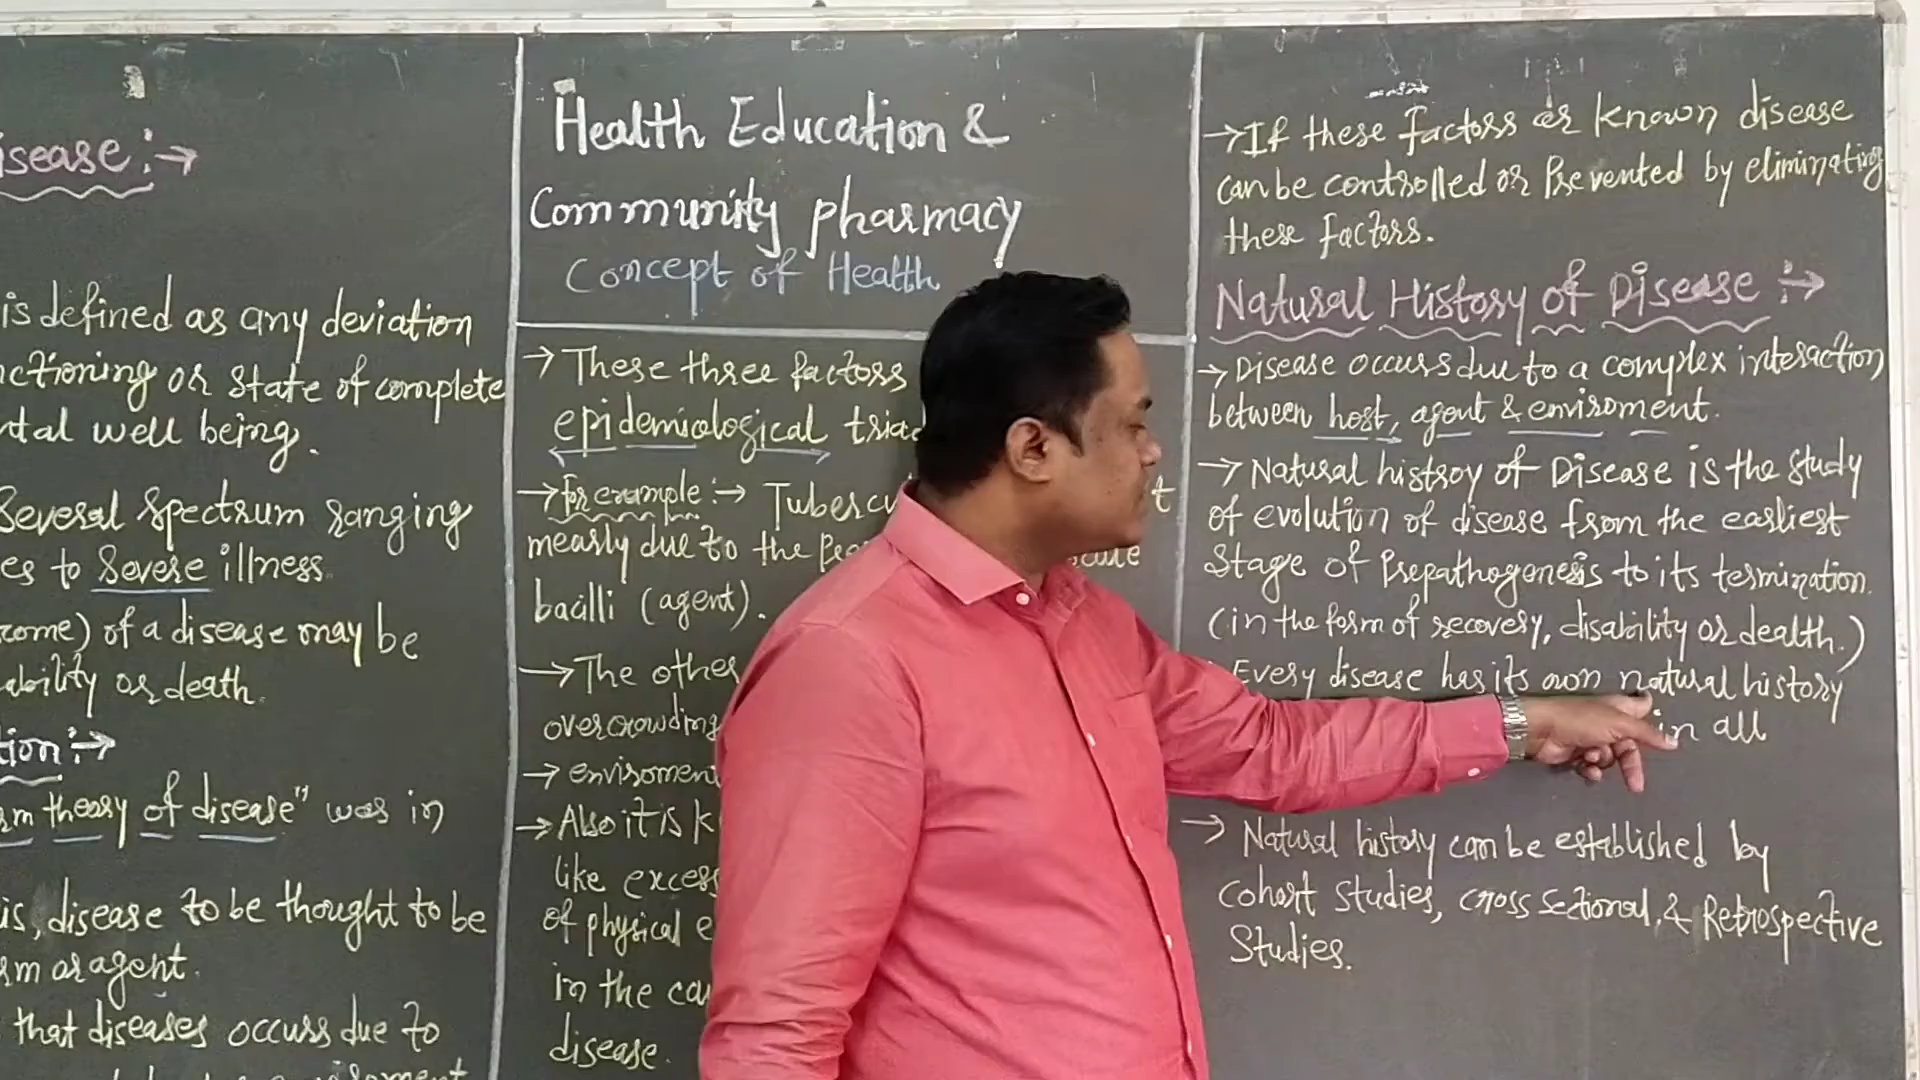 isease :→
is defined as any deviation
ctioning or state of complete
ntal well being.
Several Spectrum ranging
es to Severe illness.
come) of a disease may be
ability or death.
tion :→
rm theory of disease" was in
is, disease to be thought to be
rm or agent.
that diseases occurs due to
Health Education &
Community pharmacy
Concept of Health
→ These three factors
epidemiological triad
→ for example :→ Tubercu t
mearly due to the
bacilli (agent).
→ The other
overcrowding
→ enviroment
→ Also it is k
like excess
of physical e
in the ca
disease.
→ If these factors or known disease
can be controlled or Prevented by eliminating
these factors.
Natural History of Disease :→
→ Disease occurs due to a complex interaction
between host, agent & enviroment.
→ Natural histroy of Disease is the study
of evolution of disease from the earliest
Stage of Prepathogenesis to its termination.
(in the form of recovery, disability or dealth.)
Every disease has its own natural history
in all
→ Natural history can be established by
Cohort Studies, cross sectional, & Retrospective
Studies.